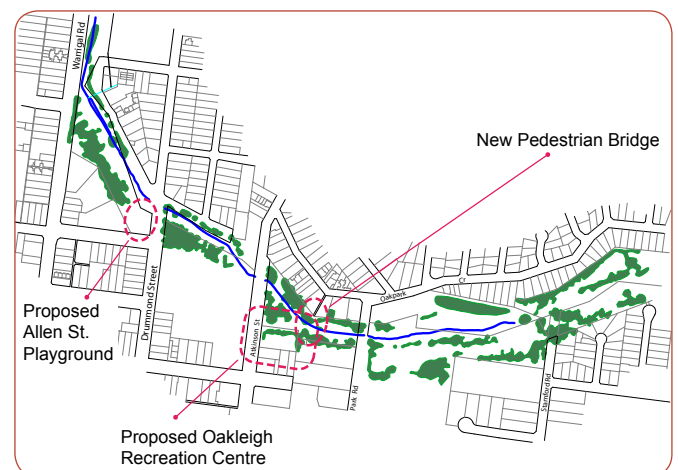 Warrigal Rd
New Pedestrian Bridge
Oakpark
Cr
Proposed
Allen St.
Playground
Drummond Street
Atkinson St
Park Rd
Stamford Rd
Proposed Oakleigh
Recreation Centre